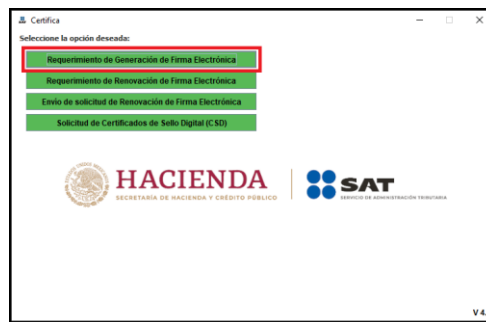 Certifica
Seleccione la opción deseada:
Requerimiento de Generación de Firma Electrónica
Requerimiento de Renovación de Firma Electrónica
Envío de solicitud de Renovación de Firma Electrónica
Solicitud de Certificados de Sello Digital (CSD)
HACIENDA
SECRETARÍA DE HACIENDA Y CRÉDITO PÚBLICO
SAT
SERVICIO DE ADMINISTRACIÓN TRIBUTARIA
V 4.